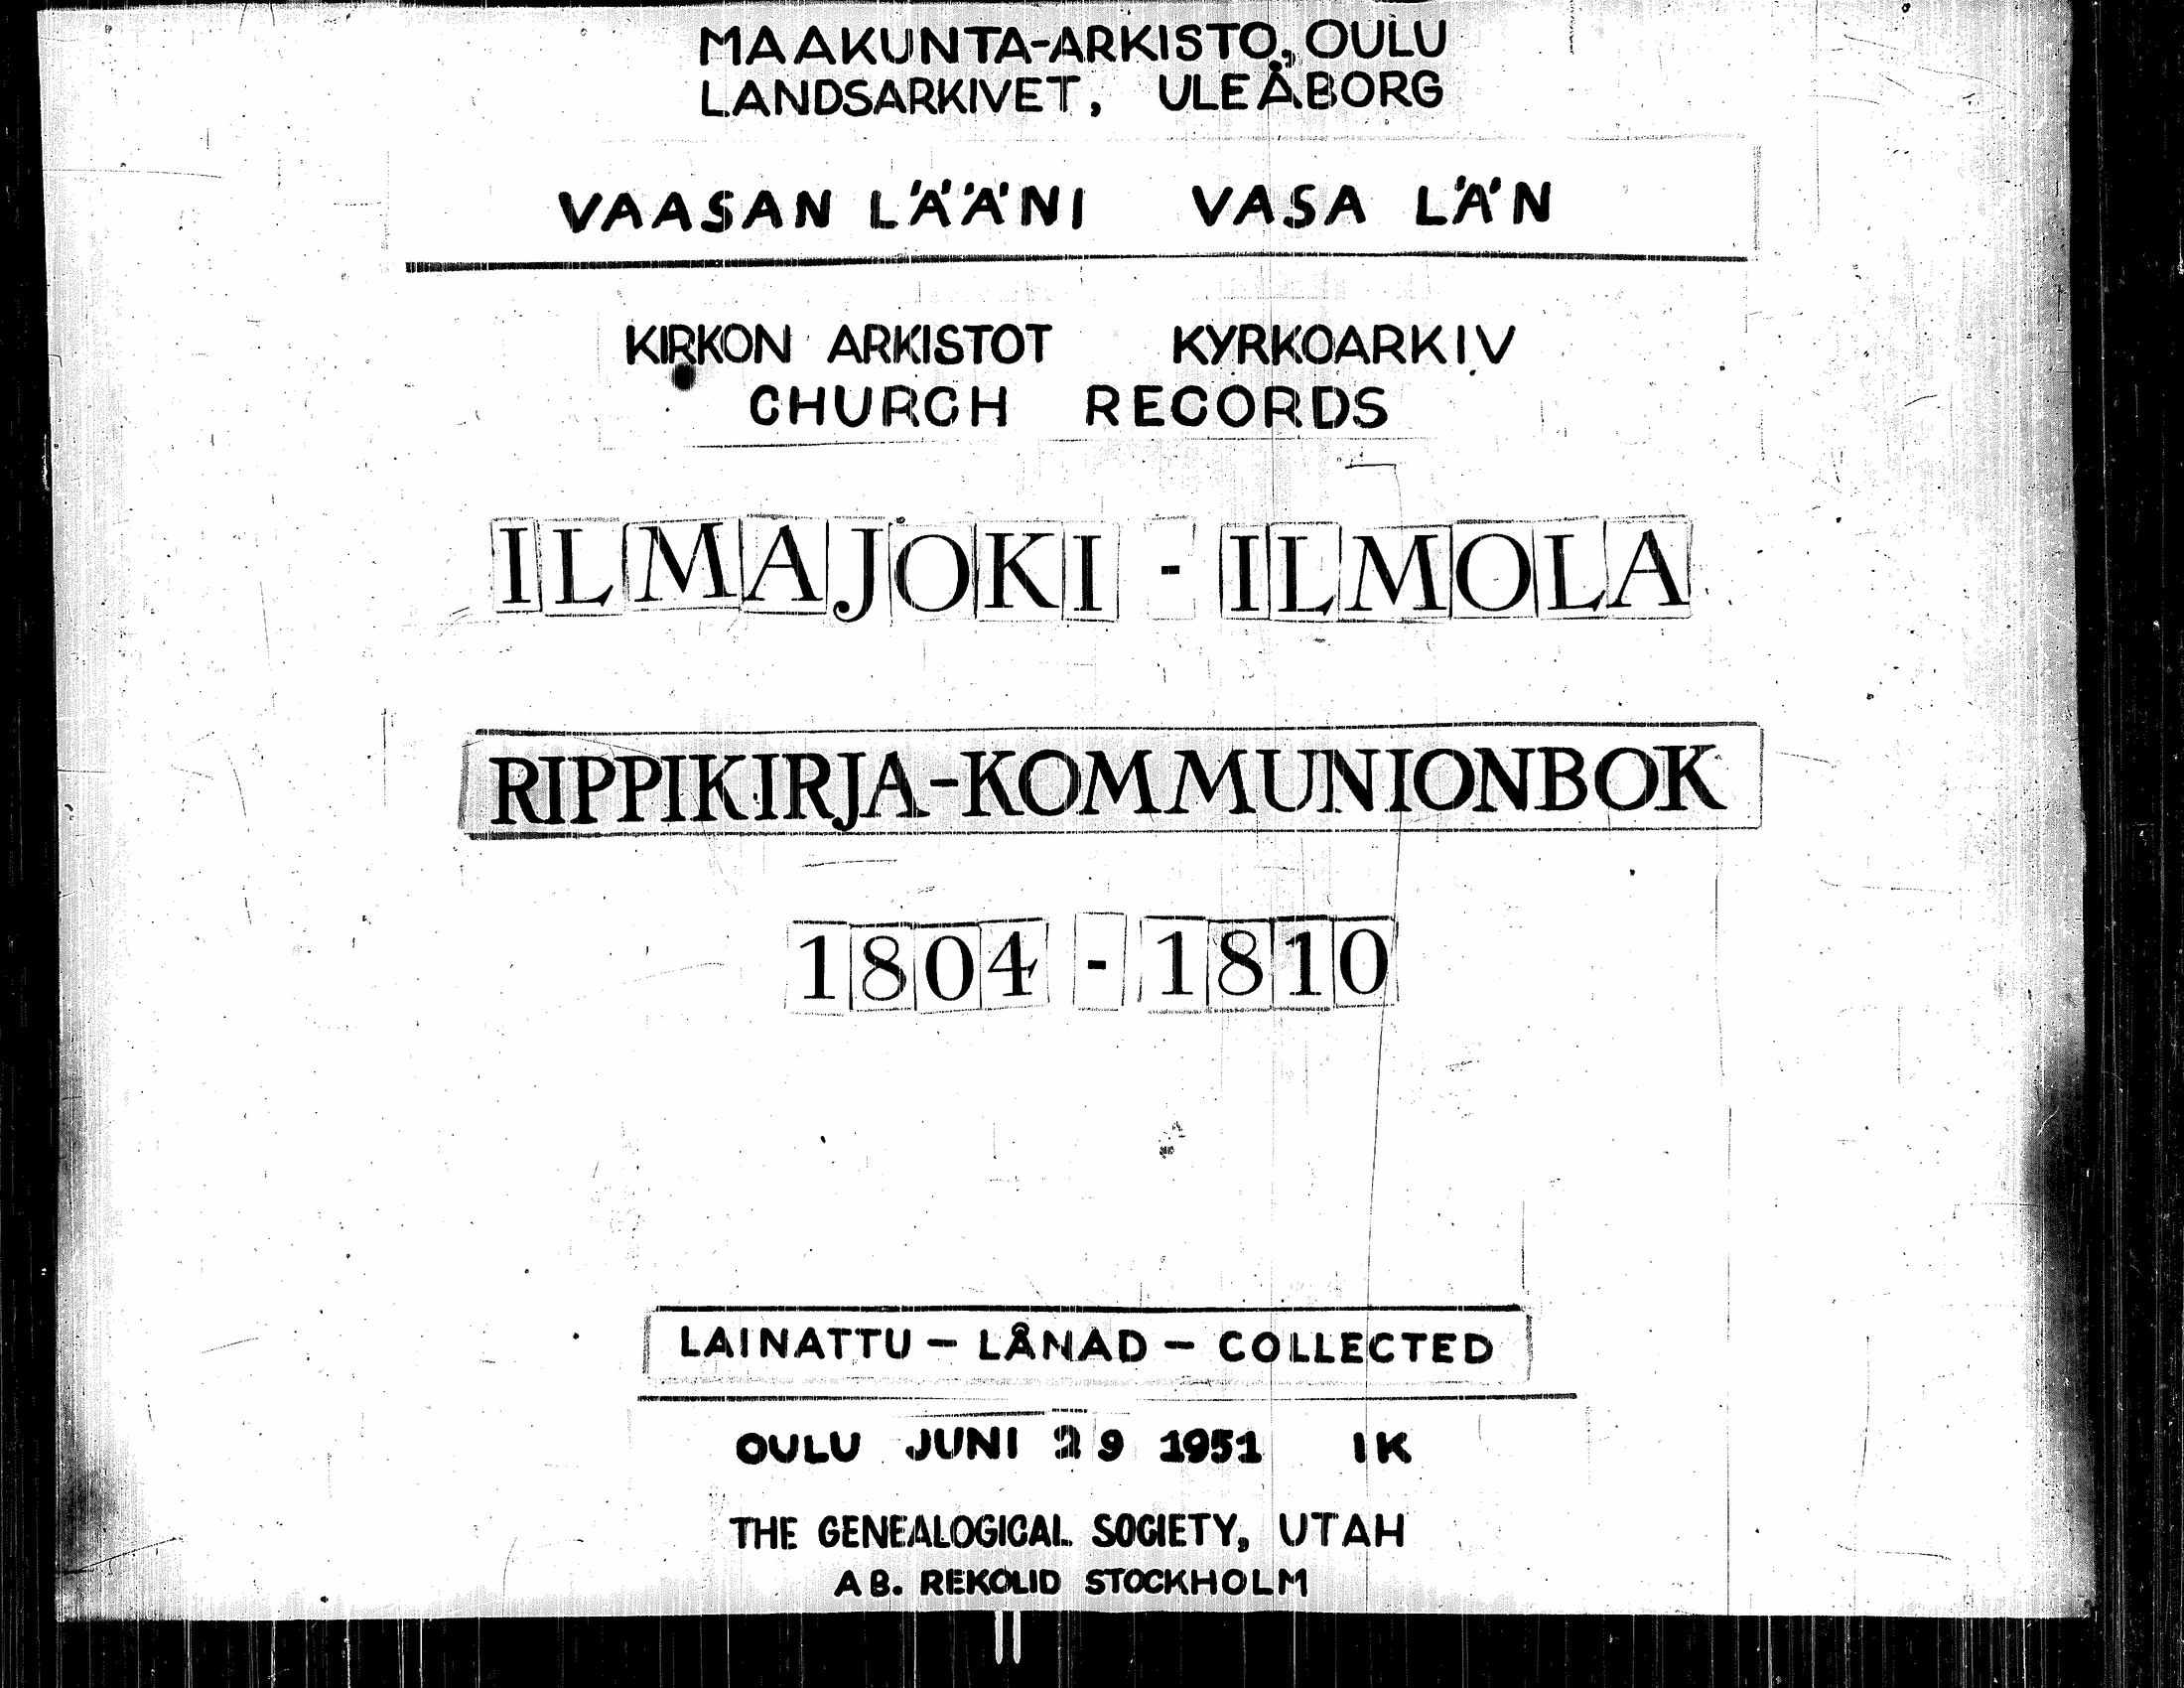 MAAKUNTA-ARKISTO, OULU
LANDSARKIVET, ULEÅBORG
VAASAN LÄÄNI VASA LÄN
KIRKON ARKISTOT KYRKOARKIV
CHURCH RECORDS
ILMAJOKI - ILMOLA
RIPPIKIRJA-KOMMUNIONBOK
1804 - 1810
LAINATTU - LÅNAD - COLLECTED
OULU JUNI 29 1951 IK
THE GENEALOGICAL SOCIETY, UTAH
AB. REKOLID STOCKHOLM